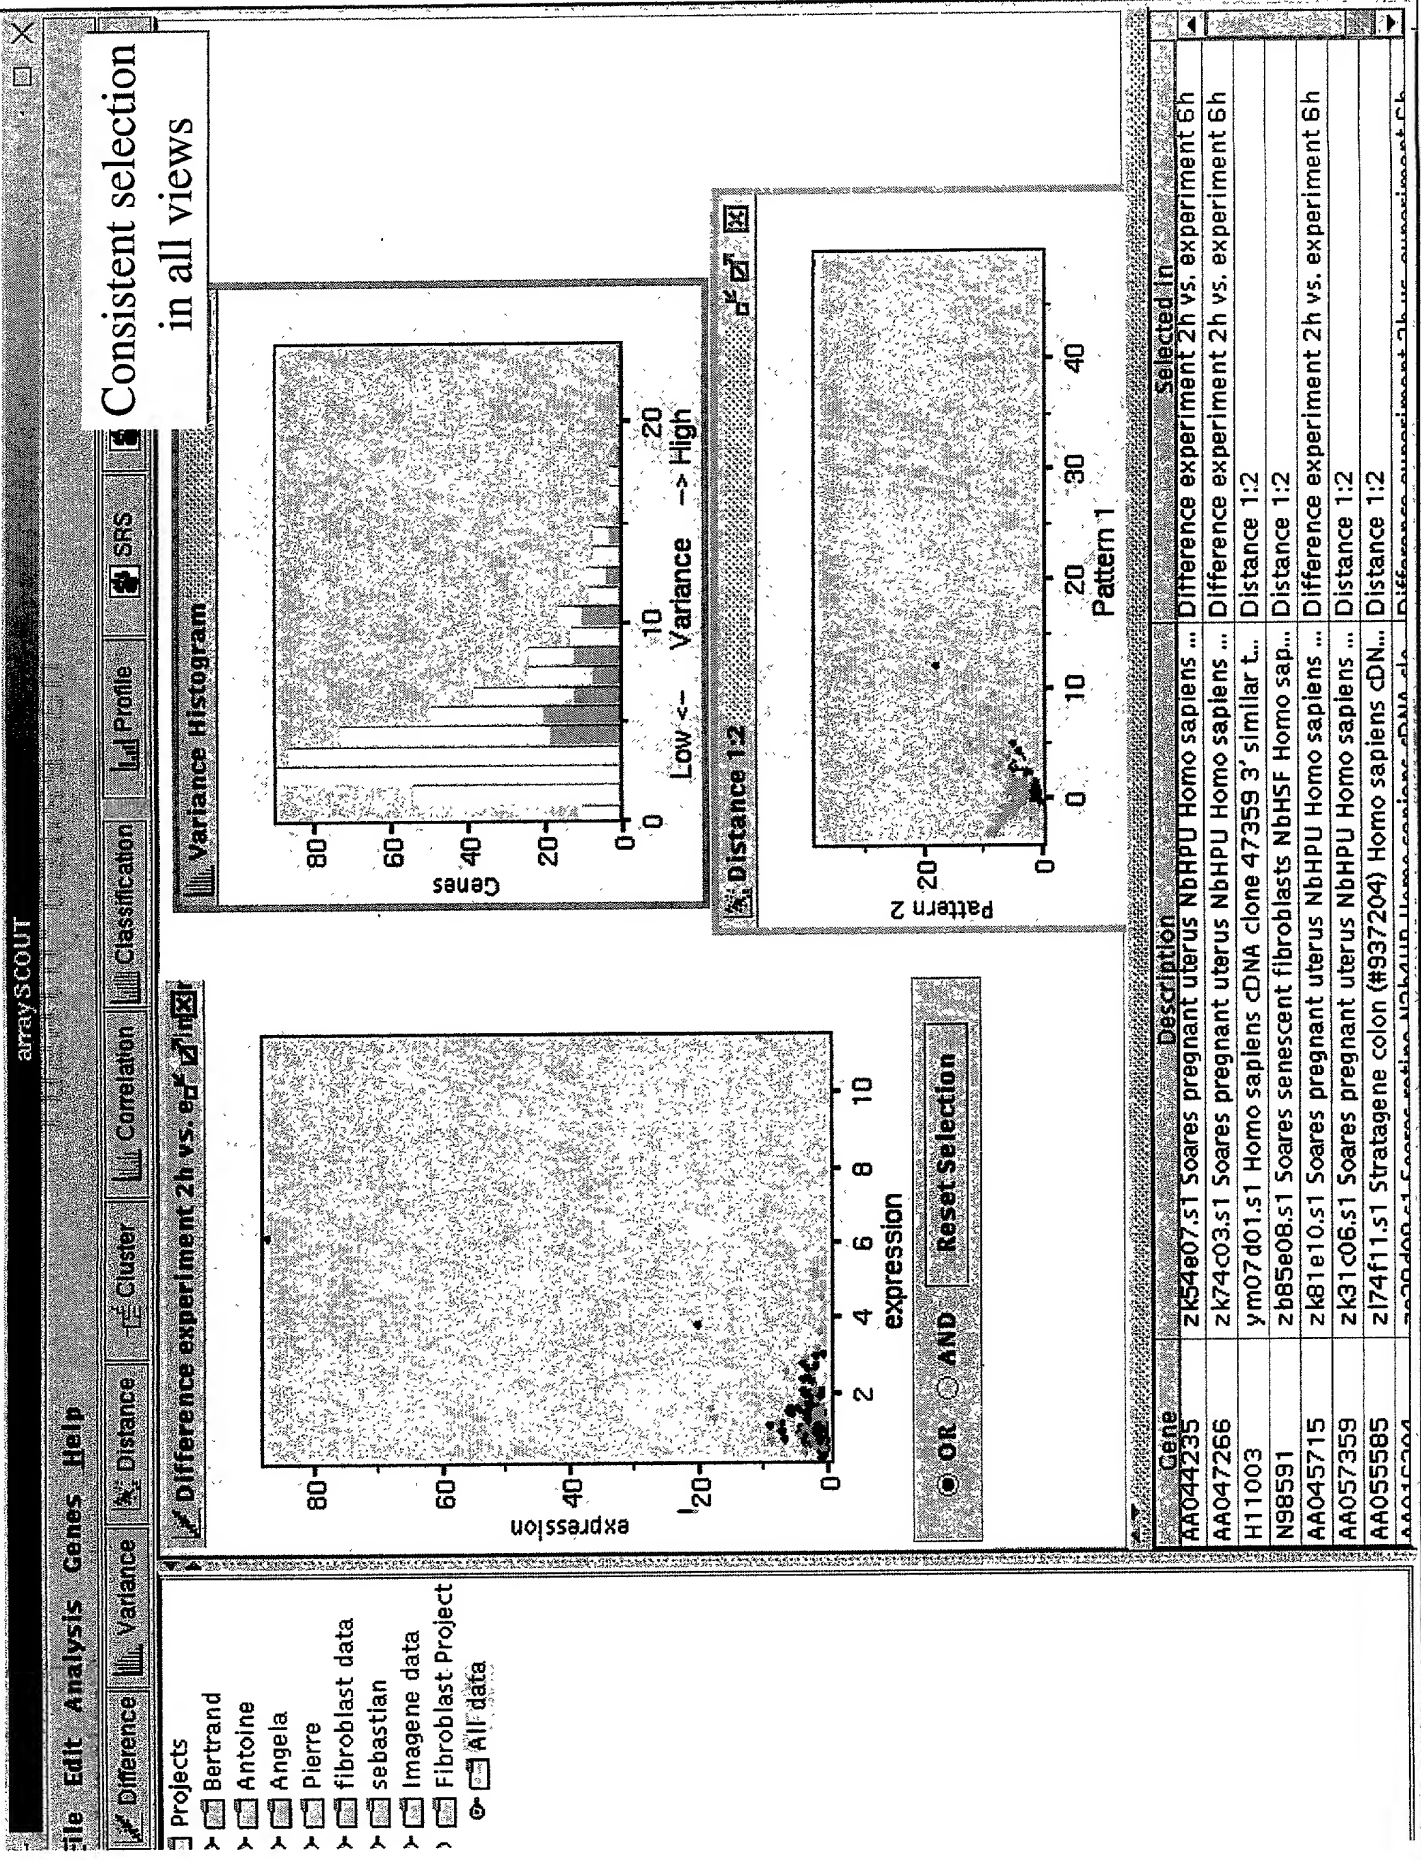 arraySCOUT
File Edit Analysis Genes Help
Difference Variance Distance Cluster Correlation Classification Profile SRS
Consistent selection
in all views
Projects
Bertrand
Antoine
Angela
Pierre
fibroblast data
sebastian
Imagene data
Fibroblast Project
All data
Difference experiment 2h vs. e
expression
80
60
40
20
0
2 4 6 8 10
expression
OR AND Reset Selection
Variance Histogram
Genes
80
60
40
20
0
0 10 20
Low <-- Variance --> High
Distance 1:2
Pattern 2
20
0
0 10 20 30 40
Pattern 1
Gene Description Selected in
AA044235 zk54e07.s1 Soares pregnant uterus NbHPU Homo sapiens ... Difference experiment 2h vs. experiment 6h
AA047266 zk74c03.s1 Soares pregnant uterus NbHPU Homo sapiens ... Difference experiment 2h vs. experiment 6h
H11003 ym07d01.s1 Homo sapiens cDNA clone 47359 3' similar t... Distance 1:2
N98591 zb85e08.s1 Soares senescent fibroblasts NbHSF Homo sap... Distance 1:2
AA045715 zk81e10.s1 Soares pregnant uterus NbHPU Homo sapiens ... Difference experiment 2h vs. experiment 6h
AA057359 zk31c06.s1 Soares pregnant uterus NbHPU Homo sapiens ... Distance 1:2
AA055585 zl74f11.s1 Stratagene colon (#937204) Homo sapiens cDN... Distance 1:2